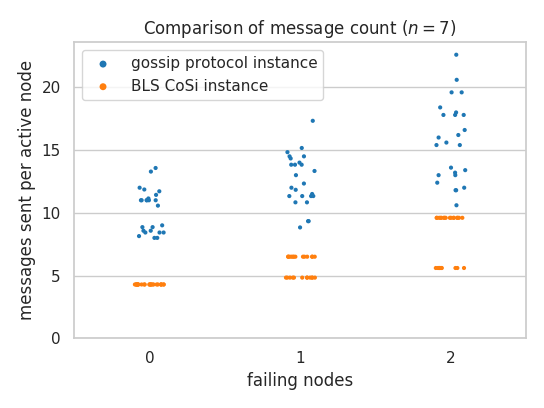 Comparison of message count (n = 7)
gossip protocol instance
BLS CoSi instance
messages sent per active node
20
15
10
5
0
0 1 2
failing nodes